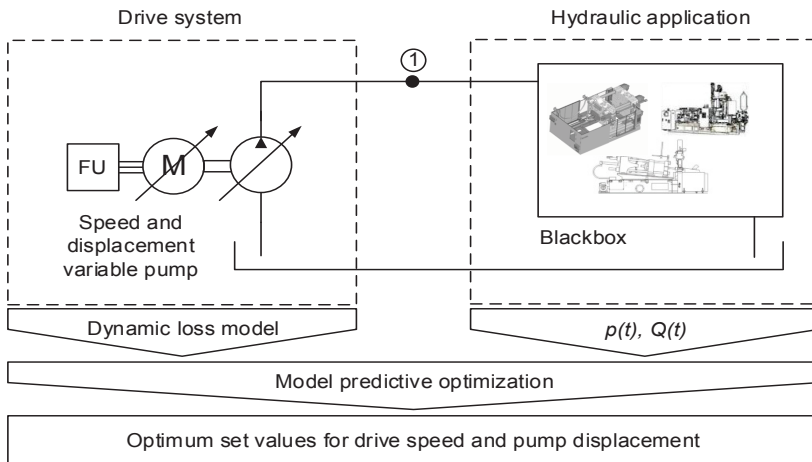 Drive system
Hydraulic application
1
FU
M
Speed and
displacement
variable pump
Blackbox
Dynamic loss model
p(t), Q(t)
Model predictive optimization
Optimum set values for drive speed and pump displacement